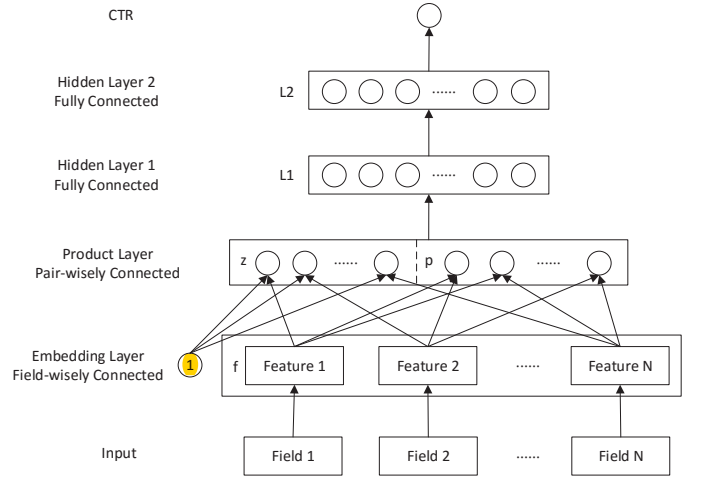 CTR
Hidden Layer 2
Fully Connected
L2
......
Hidden Layer 1
Fully Connected
L1
......
Product Layer
Pair-wisely Connected
z
......
p
......
Embedding Layer
Field-wisely Connected
1
f
Feature 1
Feature 2
......
Feature N
Input
Field 1
Field 2
......
Field N